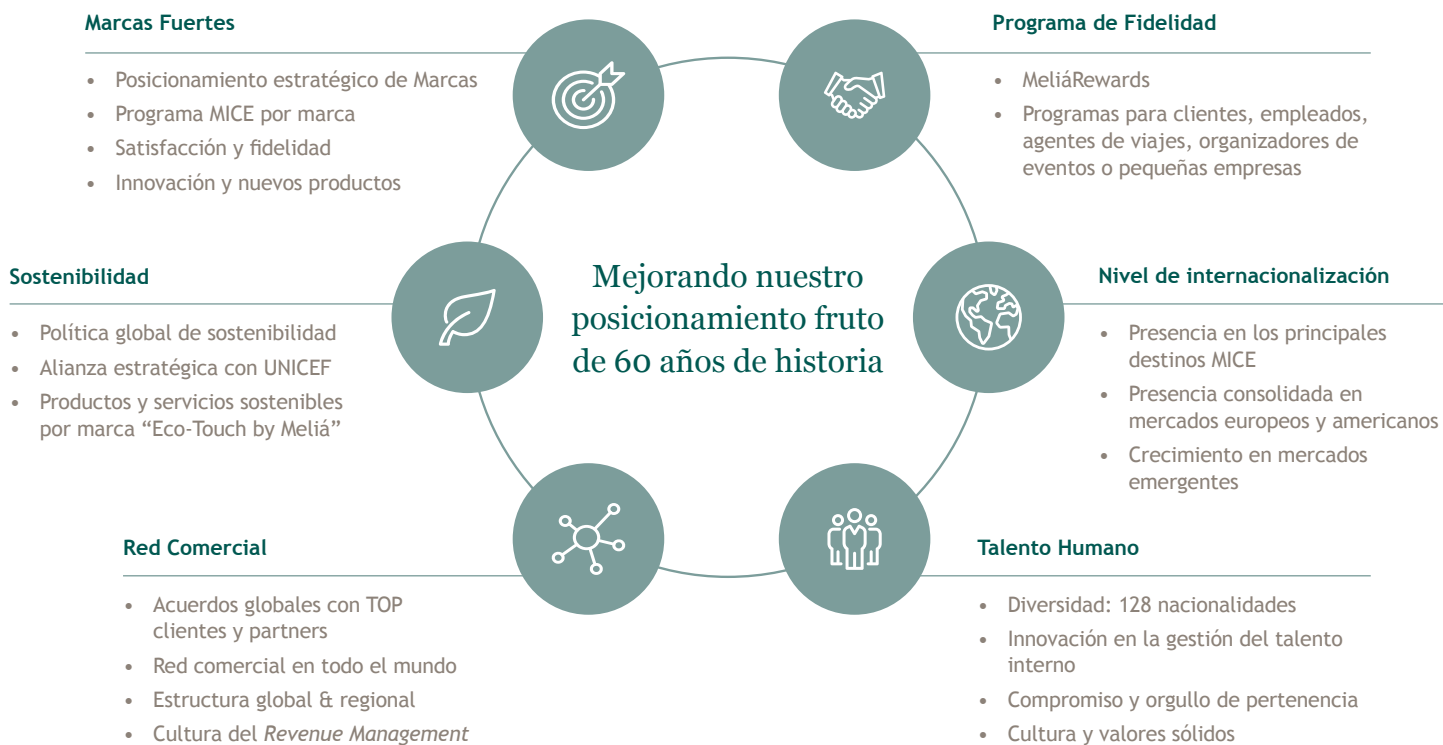 Marcas Fuertes
• Posicionamiento estratégico de Marcas
• Programa MICE por marca
• Satisfacción y fidelidad
• Innovación y nuevos productos
Programa de Fidelidad
• MeliáRewards
• Programas para clientes, empleados,
agentes de viajes, organizadores de
eventos o pequeñas empresas
Sostenibilidad
• Política global de sostenibilidad
• Alianza estratégica con UNICEF
• Productos y servicios sostenibles
por marca “Eco-Touch by Meliá”
Mejorando nuestro
posicionamiento fruto
de 60 años de historia
Nivel de internacionalización
• Presencia en los principales
destinos MICE
• Presencia consolidada en
mercados europeos y americanos
• Crecimiento en mercados
emergentes
Red Comercial
• Acuerdos globales con TOP
clientes y partners
• Red comercial en todo el mundo
• Estructura global & regional
• Cultura del Revenue Management
Talento Humano
• Diversidad: 128 nacionalidades
• Innovación en la gestión del talento
interno
• Compromiso y orgullo de pertenencia
• Cultura y valores sólidos